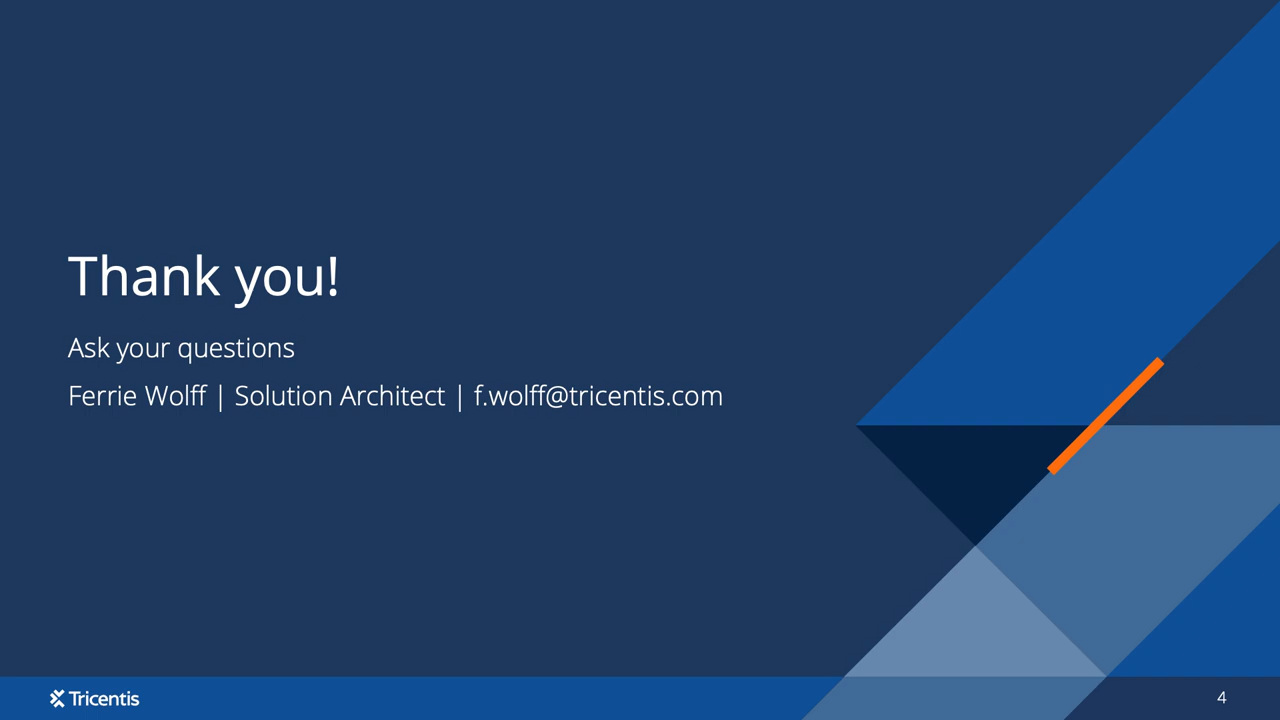 Thank you!
Ask your questions
Ferrie Wolff | Solution Architect | f.wolff@tricentis.com
Tricentis
4